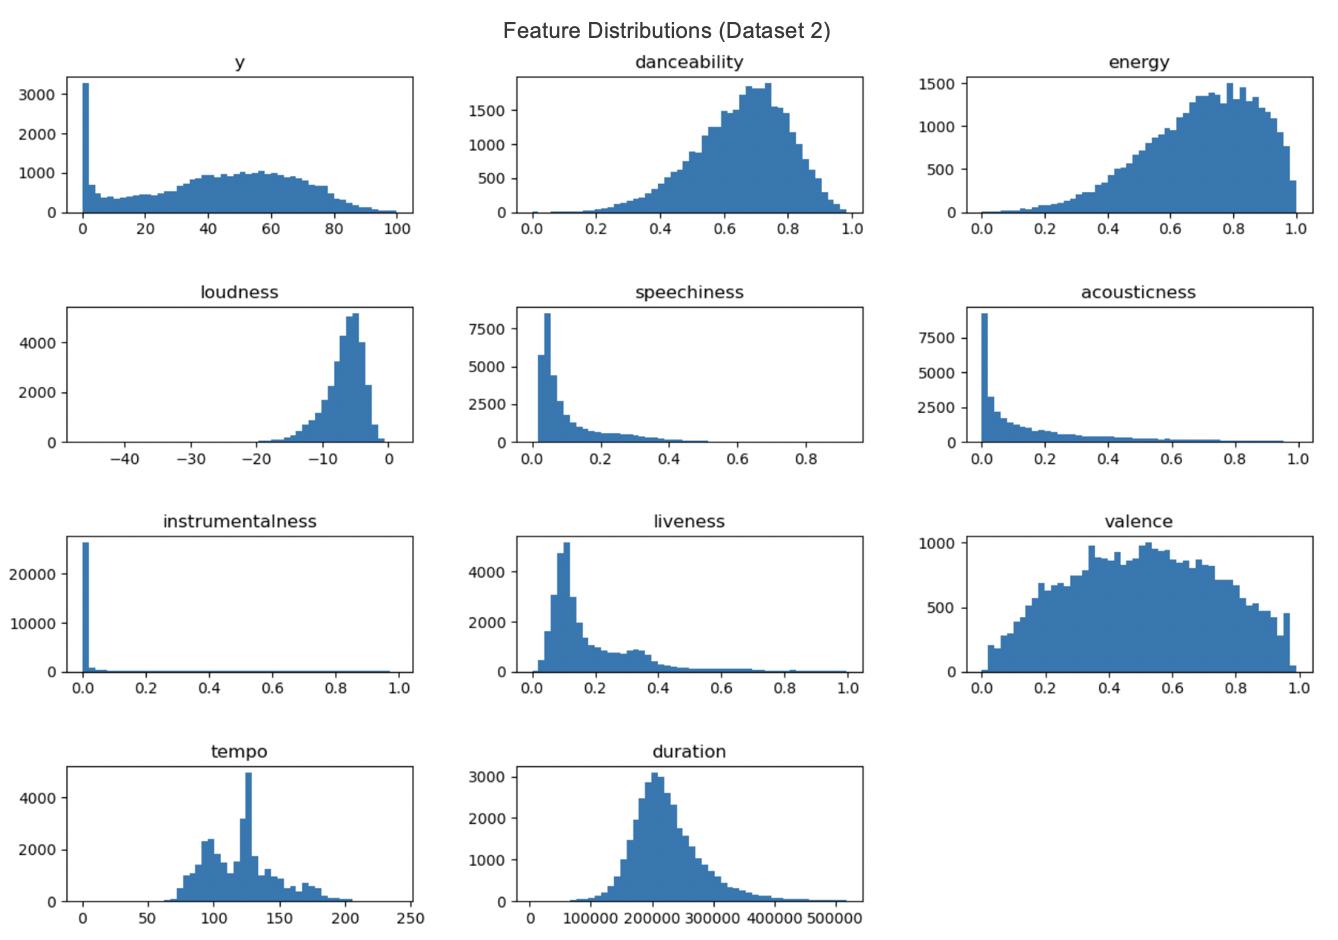 Feature Distributions (Dataset 2)
y
danceability
energy
3000
2000
1000
0
0 20 40 60 80 100
1500
1000
500
0
0.0 0.2 0.4 0.6 0.8 1.0
1500
1000
500
0
0.0 0.2 0.4 0.6 0.8 1.0
loudness
speechiness
acousticness
4000
2000
0
−40 −30 −20 −10 0
7500
5000
2500
0
0.0 0.2 0.4 0.6 0.8
7500
5000
2500
0
0.0 0.2 0.4 0.6 0.8 1.0
instrumentalness
liveness
valence
20000
10000
0
0.0 0.2 0.4 0.6 0.8 1.0
4000
2000
0
0.0 0.2 0.4 0.6 0.8 1.0
1000
500
0
0.0 0.2 0.4 0.6 0.8 1.0
tempo
duration
4000
2000
0
0 50 100 150 200 250
3000
2000
1000
0
0 100000 200000 300000 400000 500000